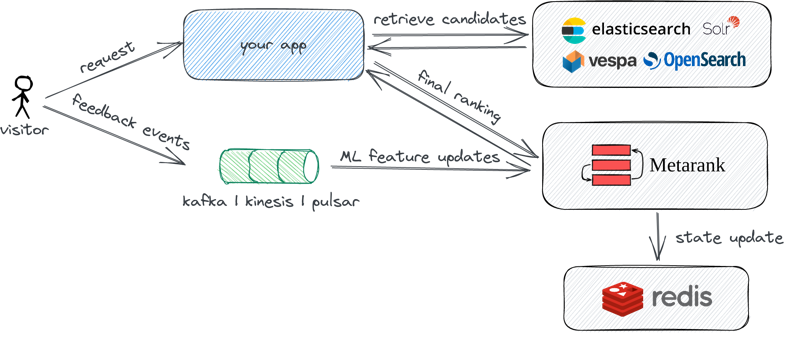 request
feedback events
visitor
your app
retrieve candidates
elasticsearch
Solr
vespa
OpenSearch
final ranking
ML feature updates
kafka | kinesis | pulsar
Metarank
state update
redis